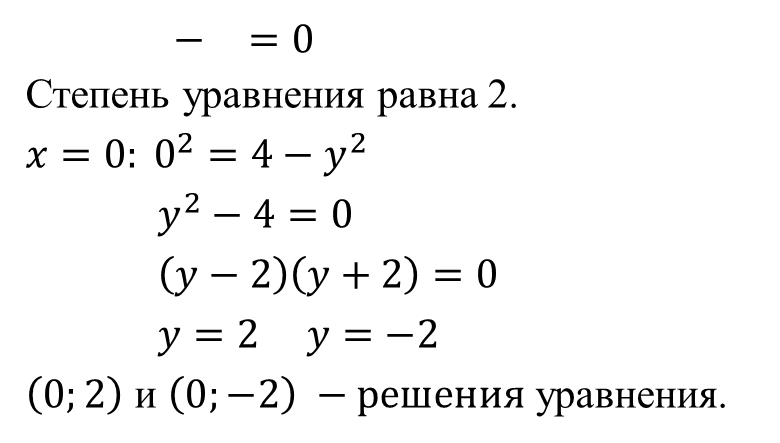 − = 0
Степень уравнения равна 2.
x = 0: 0² = 4 − y²
y² − 4 = 0
(y − 2)(y + 2) = 0
y = 2 y = −2
(0; 2) и (0; −2) − решения уравнения.